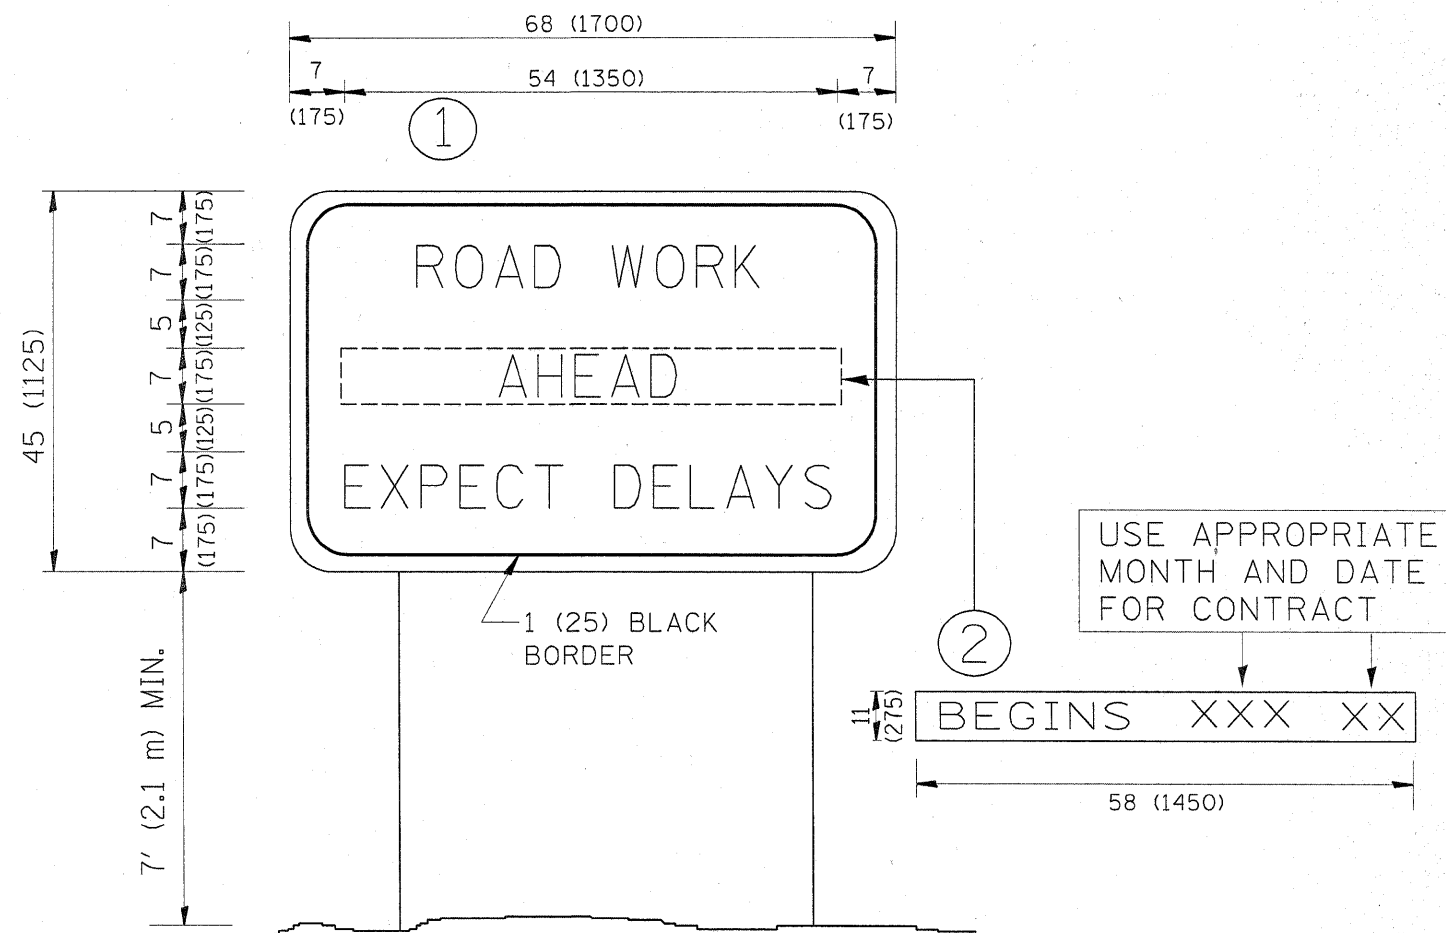 68 (1700)
7
54 (1350)
7
(175)
(175)
1
7 (175)
7 (175)
5 (125)
7 (175)
5 (125)
7 (175)
7 (175)
45 (1125)
ROAD WORK
AHEAD
EXPECT DELAYS
1 (25) BLACK
BORDER
7' (2.1 m) MIN.
USE APPROPRIATE
MONTH AND DATE
FOR CONTRACT
2
11
(275)
BEGINS XXX XX
58 (1450)